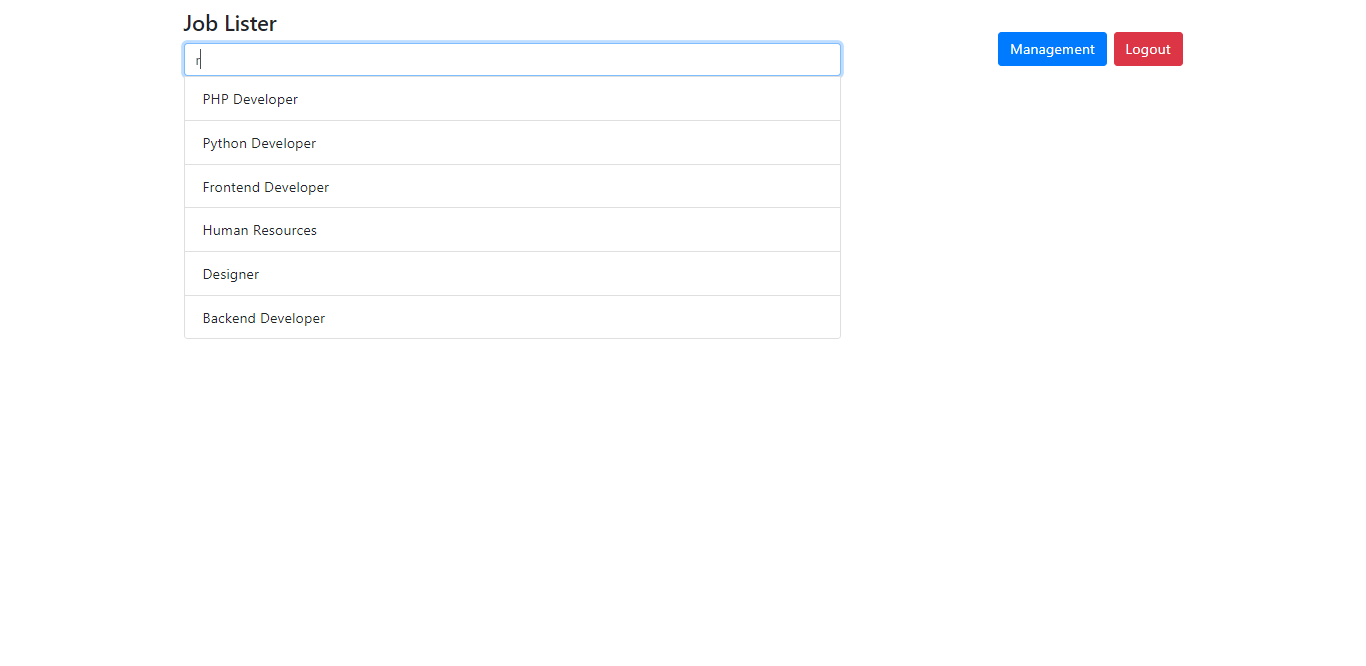 Job Lister
Management Logout
r
PHP Developer
Python Developer
Frontend Developer
Human Resources
Designer
Backend Developer